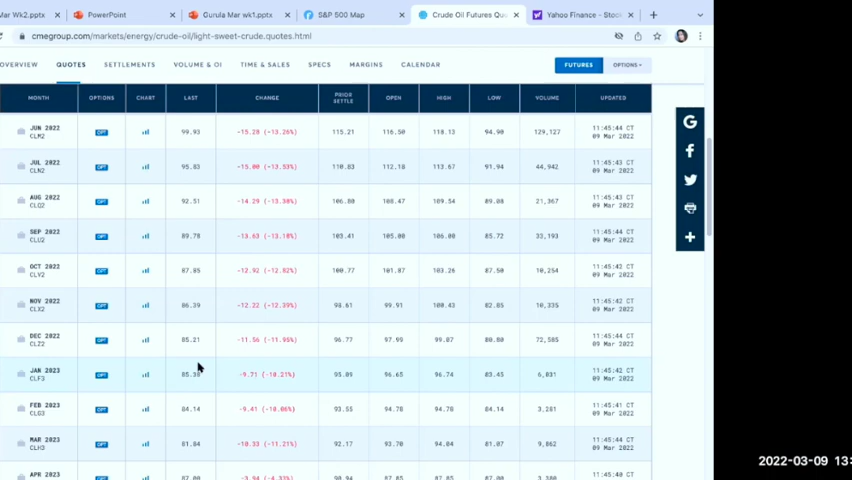 Mar Wk2.pptx
PowerPoint
Gurula Mar wk1.pptx
S&P 500 Map
Crude Oil Futures Quo
Yahoo Finance - Stoc
cmegroup.com/markets/energy/crude-oil/light-sweet-crude.quotes.html
OVERVIEW QUOTES SETTLEMENTS VOLUME & OI TIME & SALES SPECS MARGINS CALENDAR FUTURES OPTIONS
MONTH OPTIONS CHART LAST CHANGE PRIOR SETTLE OPEN HIGH LOW VOLUME UPDATED
JUN 2022 CLM2 OPT 99.93 -15.28 (-13.26%) 115.21 116.50 118.13 94.90 129,127 11:45:44 CT 09 Mar 2022
JUL 2022 CLN2 OPT 95.83 -15.00 (-13.53%) 110.83 112.18 113.67 91.94 44,942 11:45:43 CT 09 Mar 2022
AUG 2022 CLQ2 OPT 92.51 -14.29 (-13.38%) 106.80 108.47 109.54 89.08 21,367 11:45:43 CT 09 Mar 2022
SEP 2022 CLU2 OPT 89.78 -13.63 (-13.18%) 103.41 105.00 106.00 85.72 33,193 11:45:44 CT 09 Mar 2022
OCT 2022 CLV2 OPT 87.85 -12.92 (-12.82%) 100.77 101.87 103.26 87.50 10,254 11:45:43 CT 09 Mar 2022
NOV 2022 CLX2 OPT 86.39 -12.22 (-12.39%) 98.61 99.91 100.43 82.85 10,335 11:45:42 CT 09 Mar 2022
DEC 2022 CLZ2 OPT 85.21 -11.56 (-11.95%) 96.77 97.99 99.07 80.80 72,585 11:45:44 CT 09 Mar 2022
JAN 2023 CLF3 OPT 85.38 -9.71 (-10.21%) 95.09 96.65 96.74 83.45 6,831 11:45:42 CT 09 Mar 2022
FEB 2023 CLG3 OPT 84.14 -9.41 (-10.06%) 93.55 94.78 94.78 84.14 3,281 11:45:41 CT 09 Mar 2022
MAR 2023 CLH3 OPT 81.84 -10.33 (-11.21%) 92.17 93.70 94.04 81.07 9,862 11:45:44 CT 09 Mar 2022
APR 2023
2022-03-09 13: